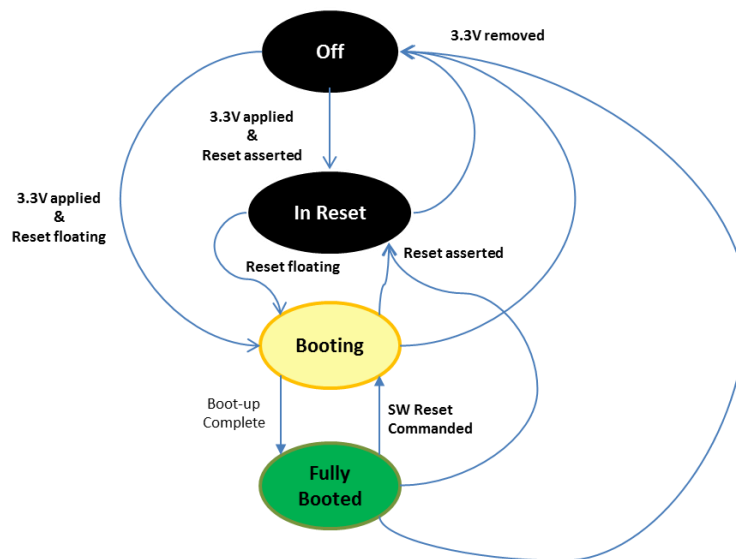 Off
3.3V removed
3.3V applied
&
Reset asserted
3.3V applied
&
Reset floating
In Reset
Reset floating
Reset asserted
Booting
Boot-up
Complete
SW Reset
Commanded
Fully
Booted